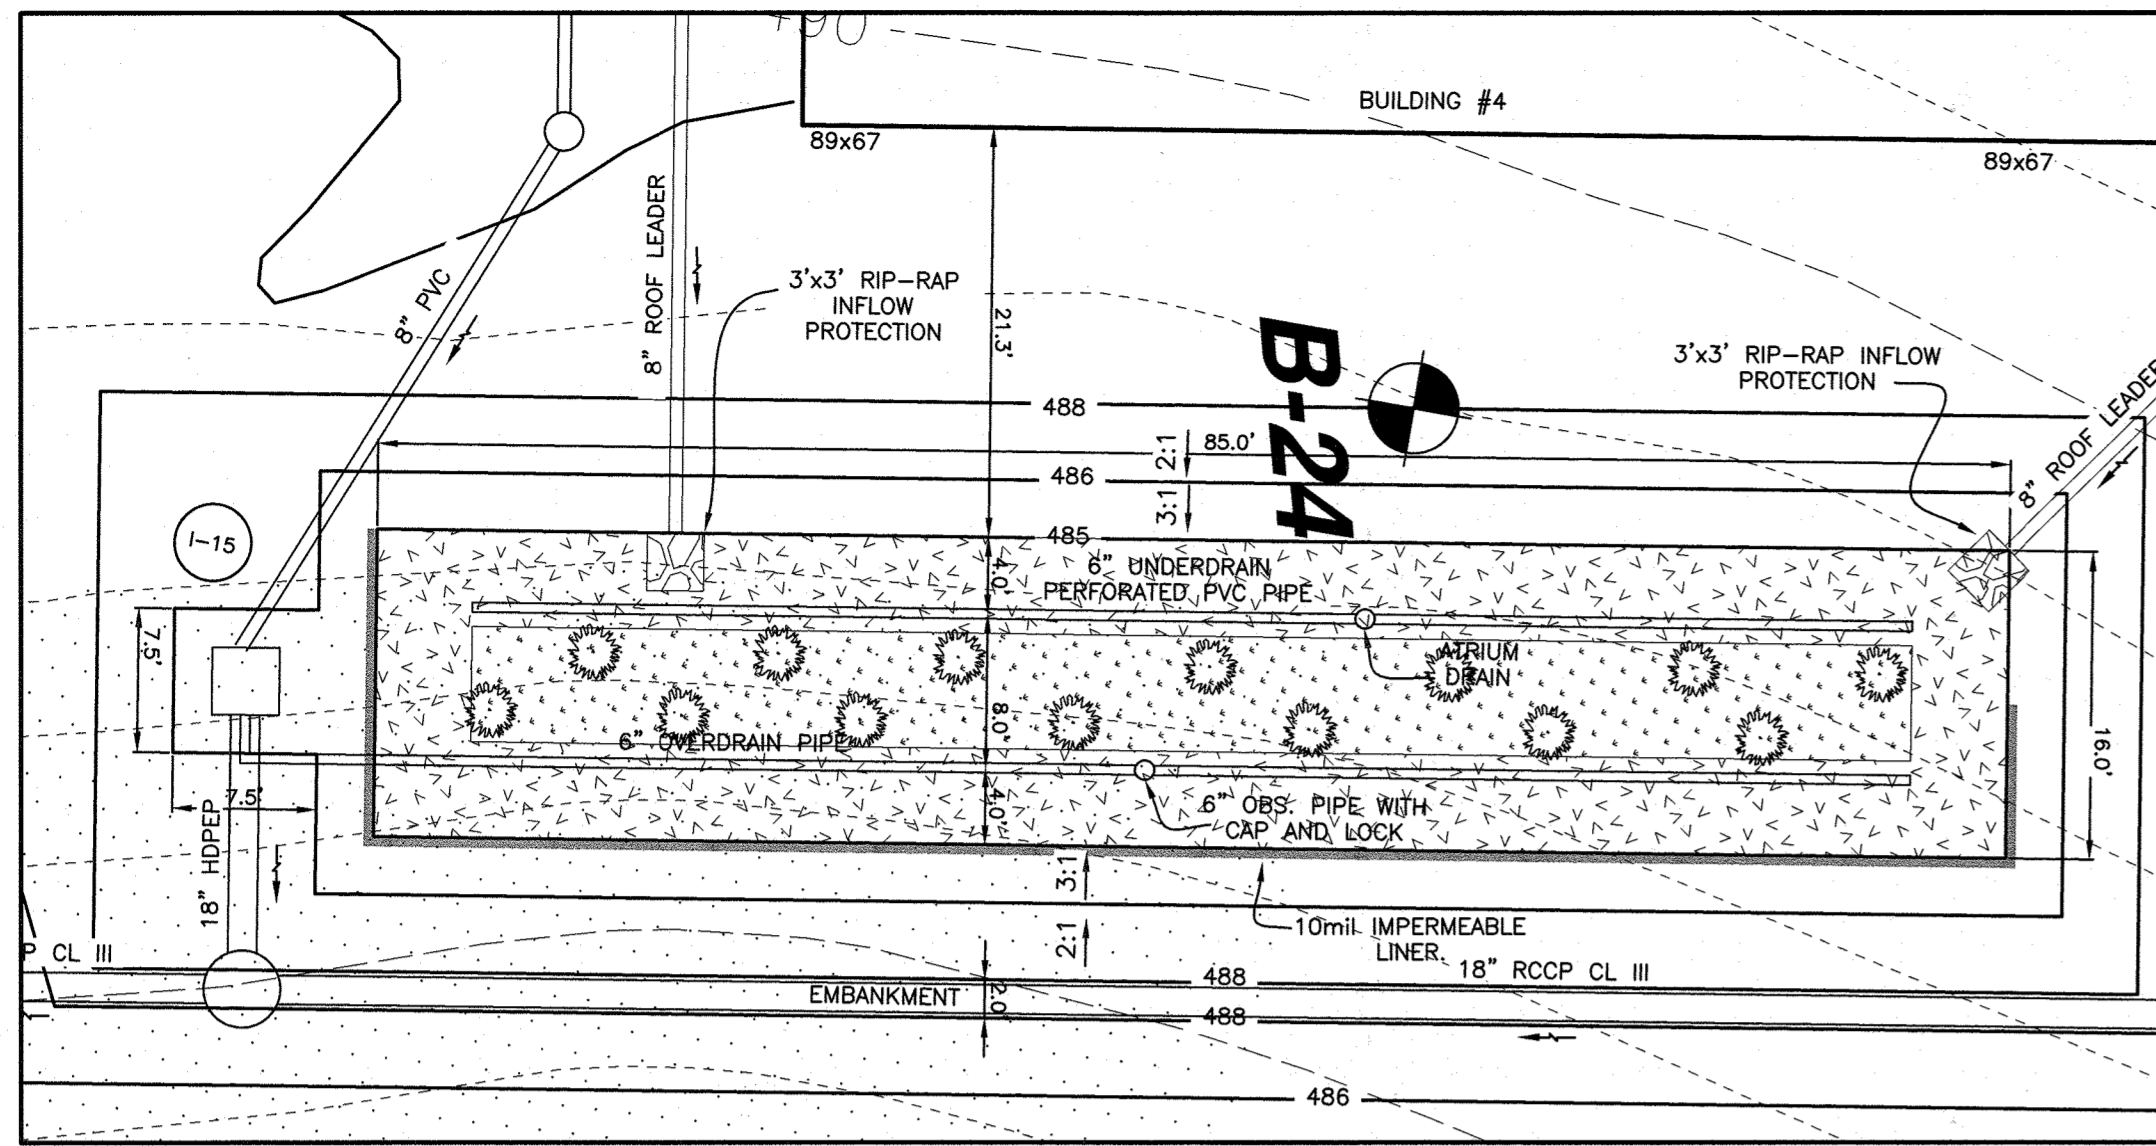 490
BUILDING #4
89x67
89x67
8" PVC
8" ROOF LEADER
3'x3' RIP-RAP
INFLOW
PROTECTION
21.3'
B-24
3'x3' RIP-RAP INFLOW
PROTECTION
8" ROOF LEADER
488
85.0'
2:1
486
3:1
485
I-15
4.0'
6" UNDERDRAIN
PERFORATED PVC PIPE
7.5'
ATRIUM
DRAIN
8.0'
6" OVERDRAIN PIPE
16.0'
7.5'
4.0'
6" OBS. PIPE WITH
CAP AND LOCK
18" HDPEP
3:1
2:1
10mil IMPERMEABLE
LINER.
P CL III
18" RCCP CL III
488
EMBANKMENT
2.0'
488
486